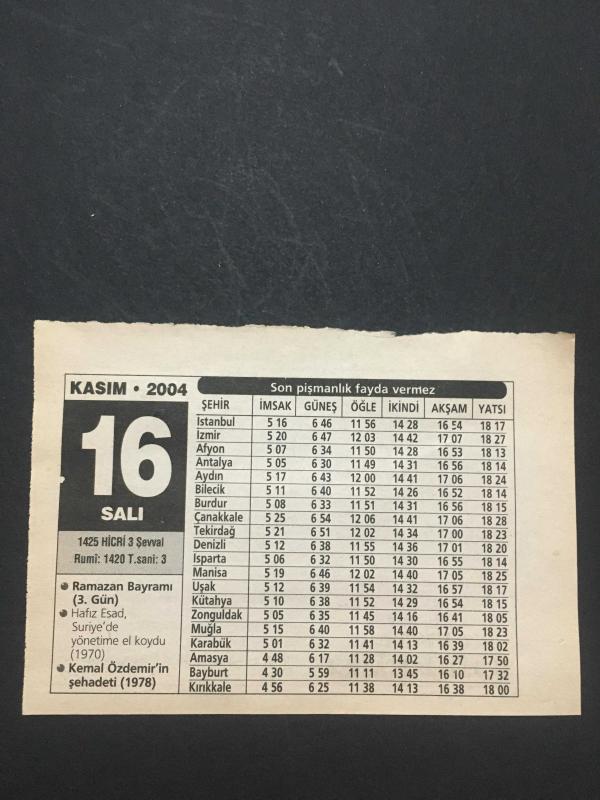 KASIM • 2004
16
SALI
1425 HİCRİ 3 Şevval
Rumî: 1420 T.sani: 3
Ramazan Bayramı
(3. Gün)
Hafız Esad,
Suriye'de
yönetime el koydu
(1970)
Kemal Özdemir'in
şehadeti (1978)
Son pişmanlık fayda vermez
ŞEHİR İMSAK GÜNEŞ ÖĞLE İKİNDİ AKŞAM YATSI
İstanbul 5 16 6 46 11 56 14 28 16 54 18 17
İzmir 5 20 6 47 12 03 14 42 17 07 18 27
Afyon 5 07 6 34 11 50 14 28 16 53 18 13
Antalya 5 05 6 30 11 49 14 31 16 56 18 14
Aydın 5 17 6 43 12 00 14 41 17 06 18 24
Bilecik 5 11 6 40 11 52 14 26 16 52 18 14
Burdur 5 08 6 33 11 51 14 31 16 56 18 15
Çanakkale 5 25 6 54 12 06 14 41 17 06 18 28
Tekirdağ 5 21 6 51 12 02 14 34 17 00 18 23
Denizli 5 12 6 38 11 55 14 36 17 01 18 20
Isparta 5 06 6 32 11 50 14 30 16 55 18 14
Manisa 5 19 6 46 12 02 14 40 17 05 18 25
Uşak 5 12 6 39 11 54 14 32 16 57 18 17
Kütahya 5 10 6 38 11 52 14 29 16 54 18 15
Zonguldak 5 05 6 35 11 45 14 16 16 41 18 05
Muğla 5 15 6 40 11 58 14 40 17 05 18 23
Karabük 5 01 6 32 11 41 14 13 16 39 18 02
Amasya 4 48 6 17 11 28 14 02 16 27 17 50
Bayburt 4 30 5 59 11 11 13 45 16 10 17 32
Kırıkkale 4 56 6 25 11 38 14 13 16 38 18 00